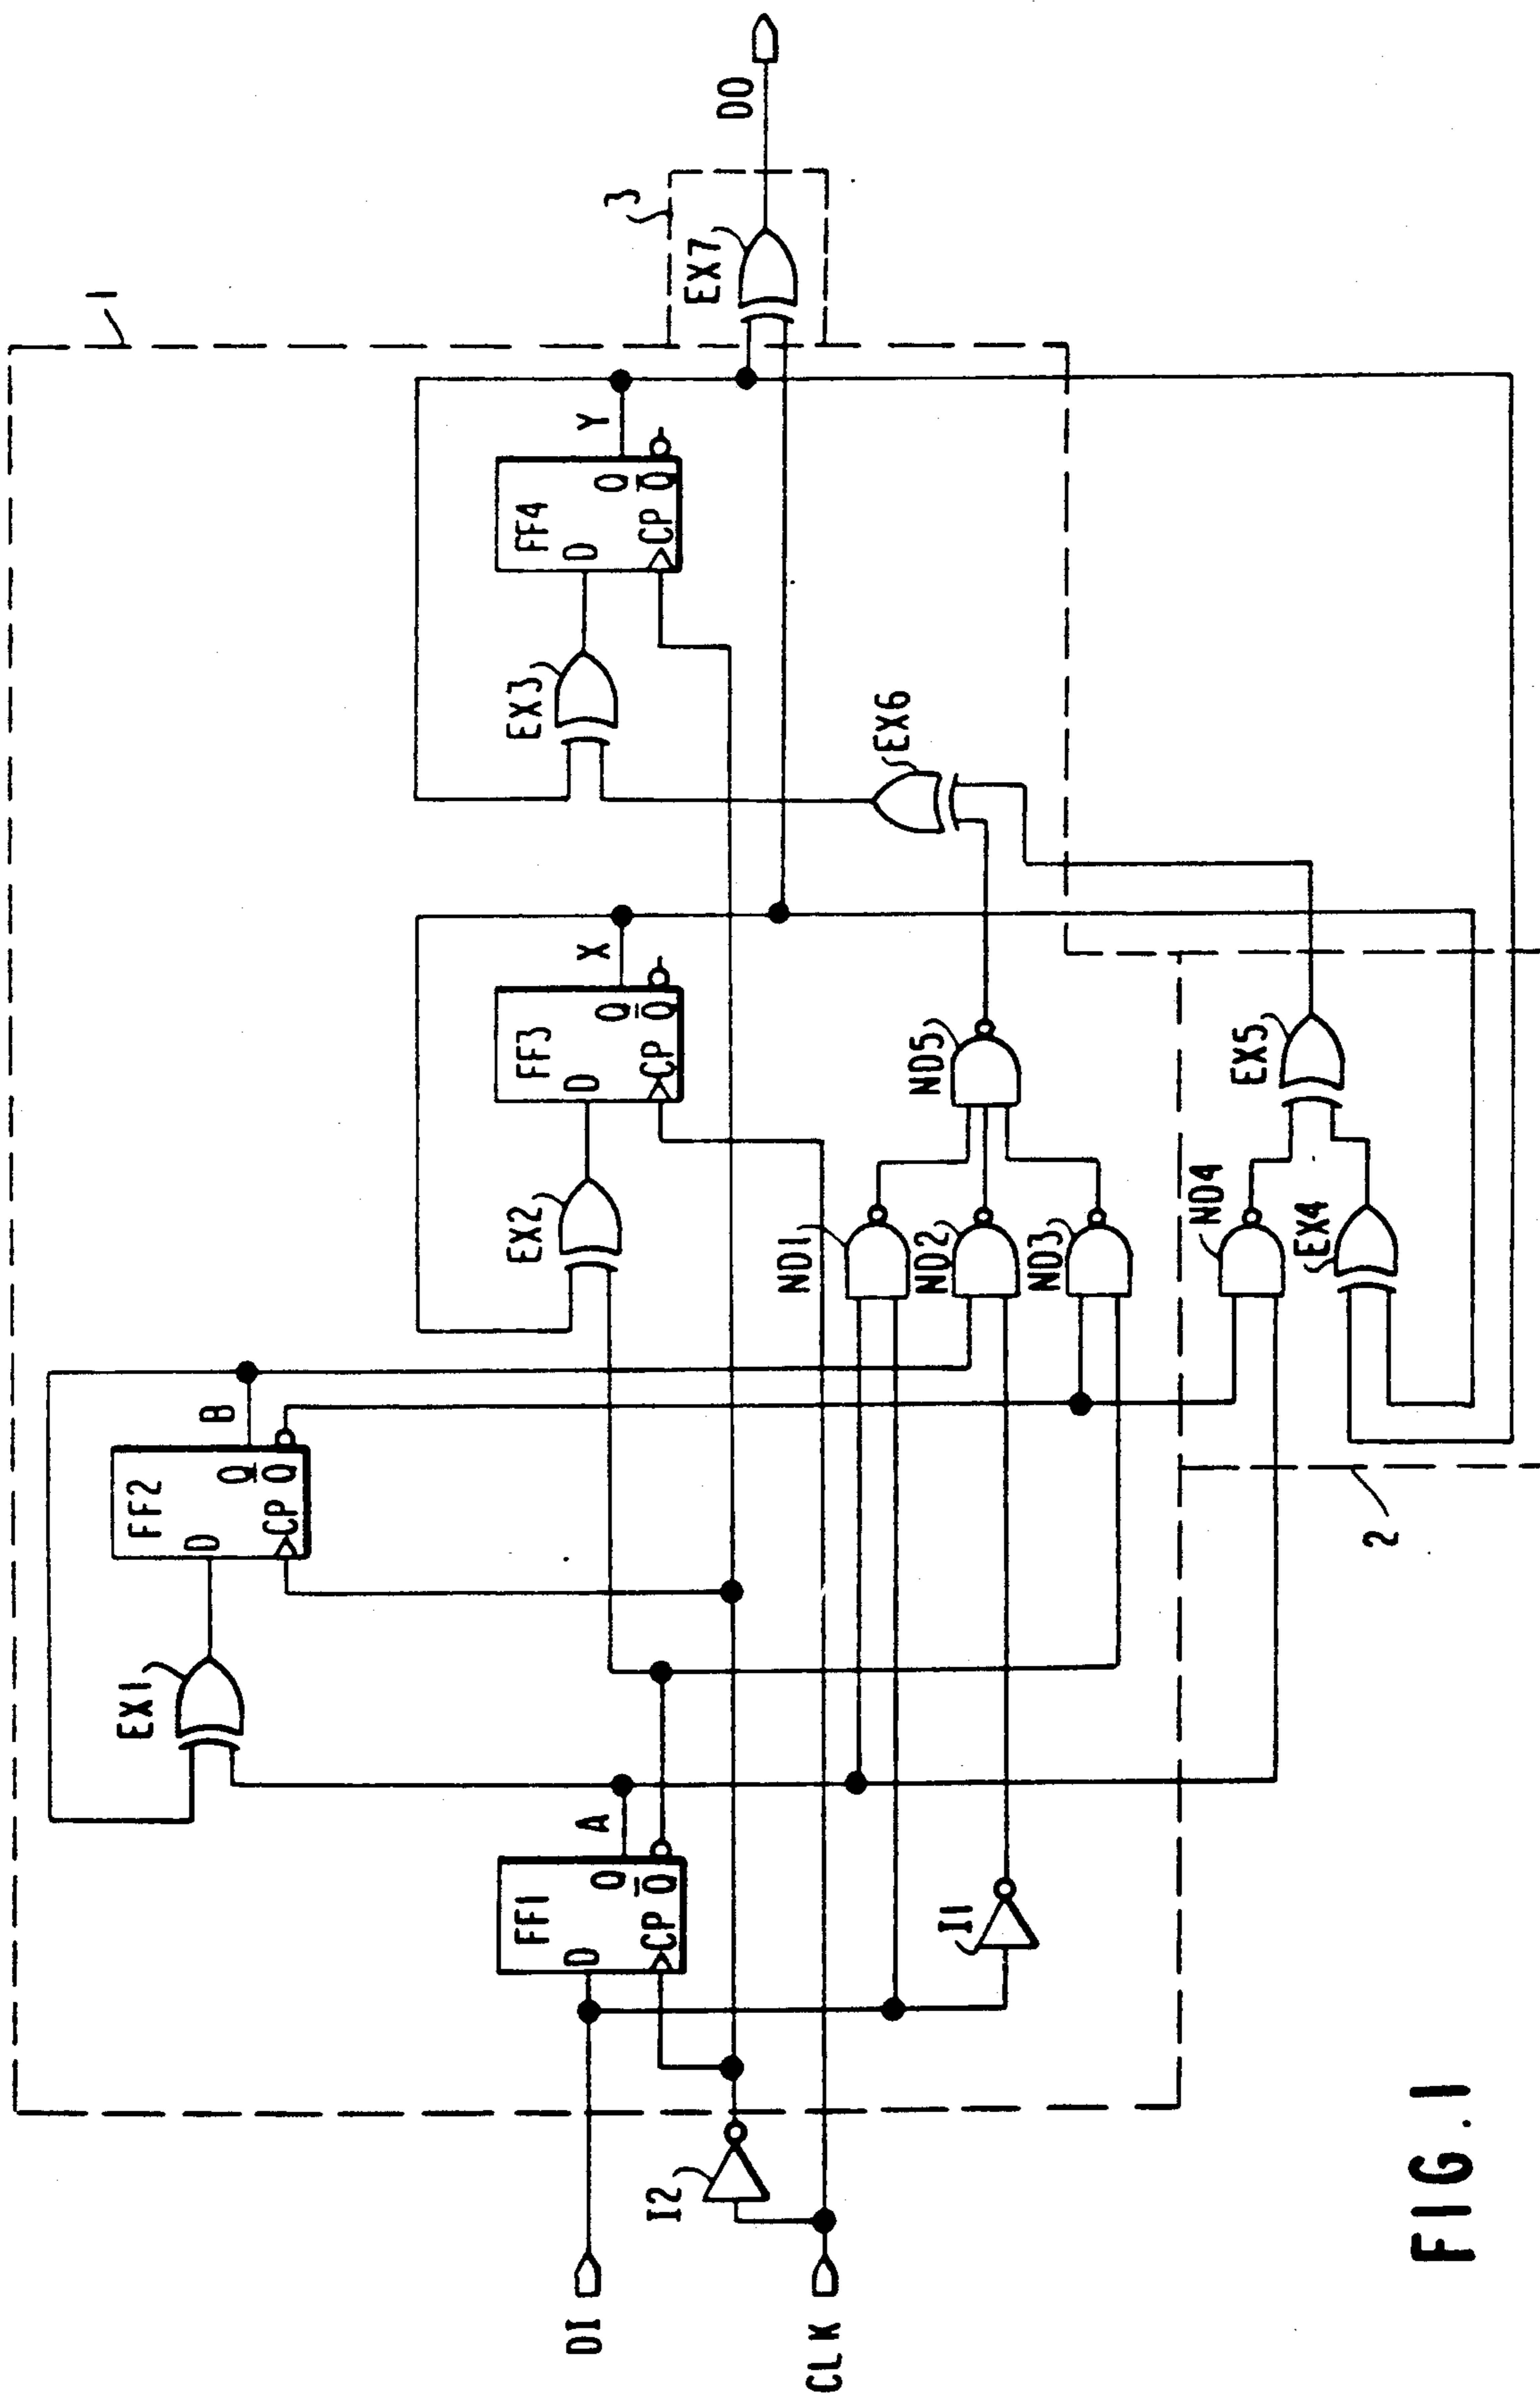 1
3
DO
EX7
FF4
D
CP
Q
Q̅
Y
EX3
EX6
FF3
D
CP
Q
Q̅
X
EX2
ND5
EX5
ND1
ND2
ND3
ND4
EX4
FF2
D
CP
Q
Q̅
B
2
EX1
FF1
D
CP
Q
Q̅
A
I1
I2
DI
CLK
FIG.1